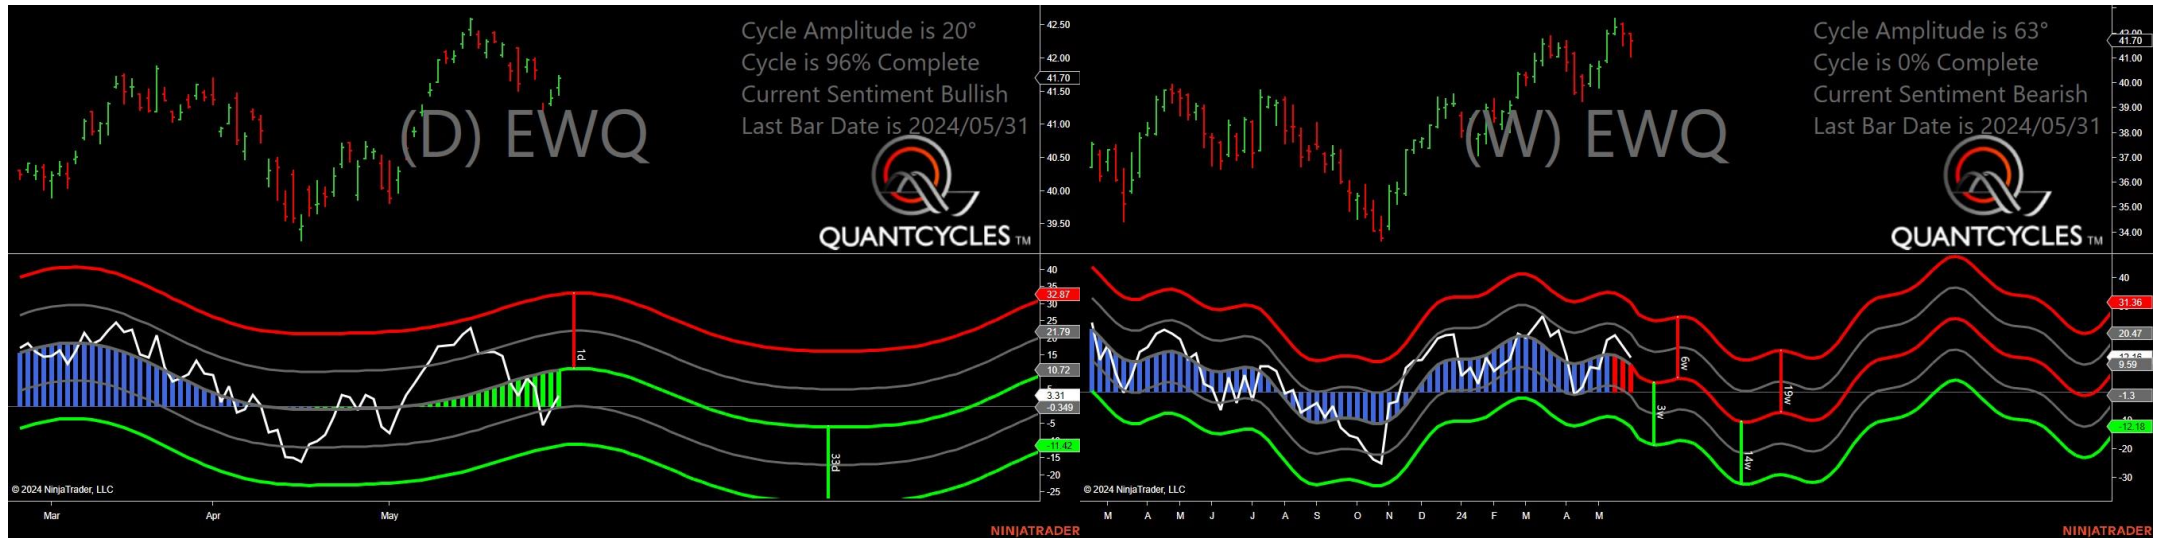 Cycle Amplitude is 20°
Cycle is 96% Complete
Current Sentiment Bullish
Last Bar Date is 2024/05/31
(D) EWQ
QUANTCYCLES TM
42.50
42.00
41.70
41.50
41.00
40.50
40.00
39.50
40
35
32.87
30
25
21.79
20
15
10.72
5
3.31
-0.349
-5
-11.42
-15
-20
-25
1d
33d
© 2024 NinjaTrader, LLC
Mar
Apr
May
NINJATRADER
Cycle Amplitude is 63°
Cycle is 0% Complete
Current Sentiment Bearish
Last Bar Date is 2024/05/31
(W) EWQ
QUANTCYCLES TM
42.00
41.70
41.00
40.00
39.00
38.00
37.00
36.00
35.00
34.00
40
31.36
20.47
12.16
9.59
-1.3
-10
-12.18
-20
-30
6w
3w
19w
14w
© 2024 NinjaTrader, LLC
M A M J J A S O N D 24 F M A M
NINJATRADER